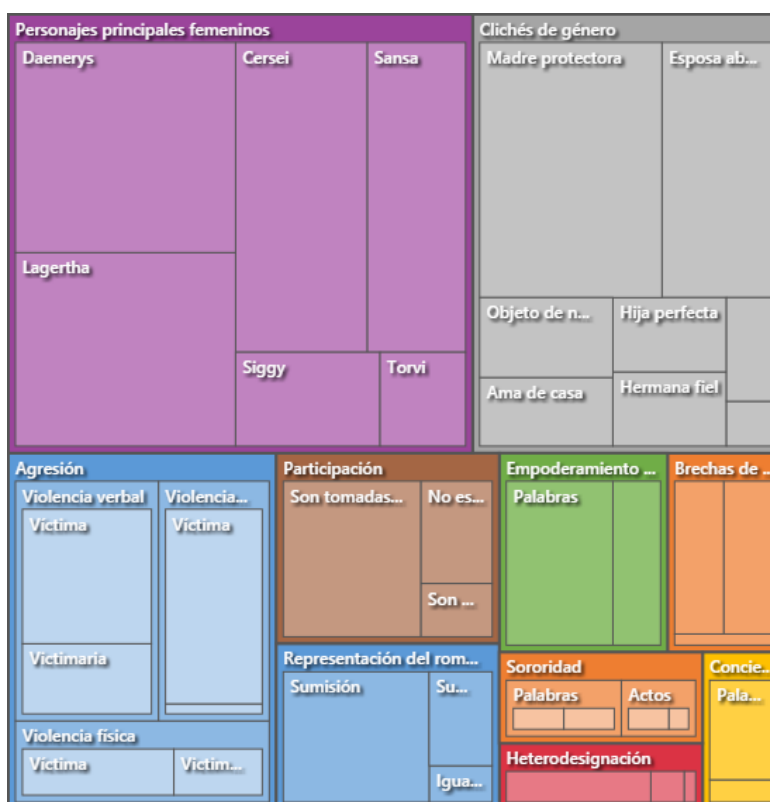 Personajes principales femeninos
Daenerys
Cersei
Sansa
Lagertha
Siggy
Torvi
Clichés de género
Madre protectora
Esposa ab...
Objeto de n...
Hija perfecta
Ama de casa
Hermana fiel
Agresión
Violencia verbal
Víctima
Victimaria
Violencia...
Víctima
Violencia física
Víctima
Victim...
Participación
Son tomadas...
No es...
Son ...
Representación del rom...
Sumisión
Su...
Igua...
Empoderamiento ...
Palabras
Brechas de ...
Sororidad
Palabras
Actos
Heterodesignación
Concie...
Pala...